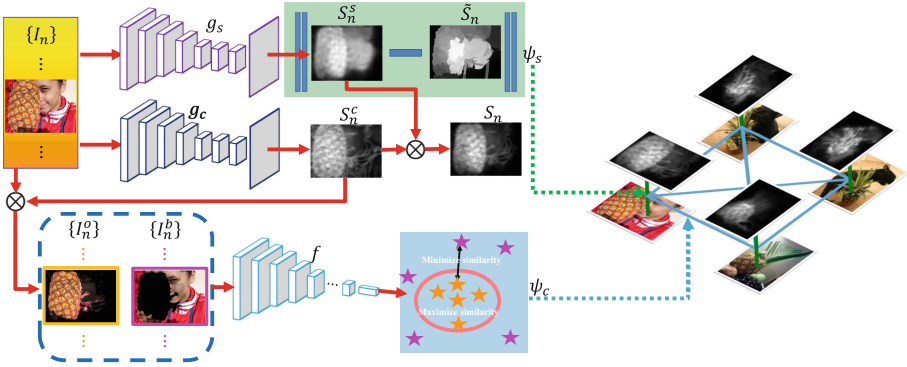 {I_n}
⋮
⋮
g_s
g_c
S_n^s
S̃_n
ψ_s
S_n^c
S_n
{I_n^o}
{I_n^b}
f
...
Minimize similarity
Maximize similarity
ψ_c